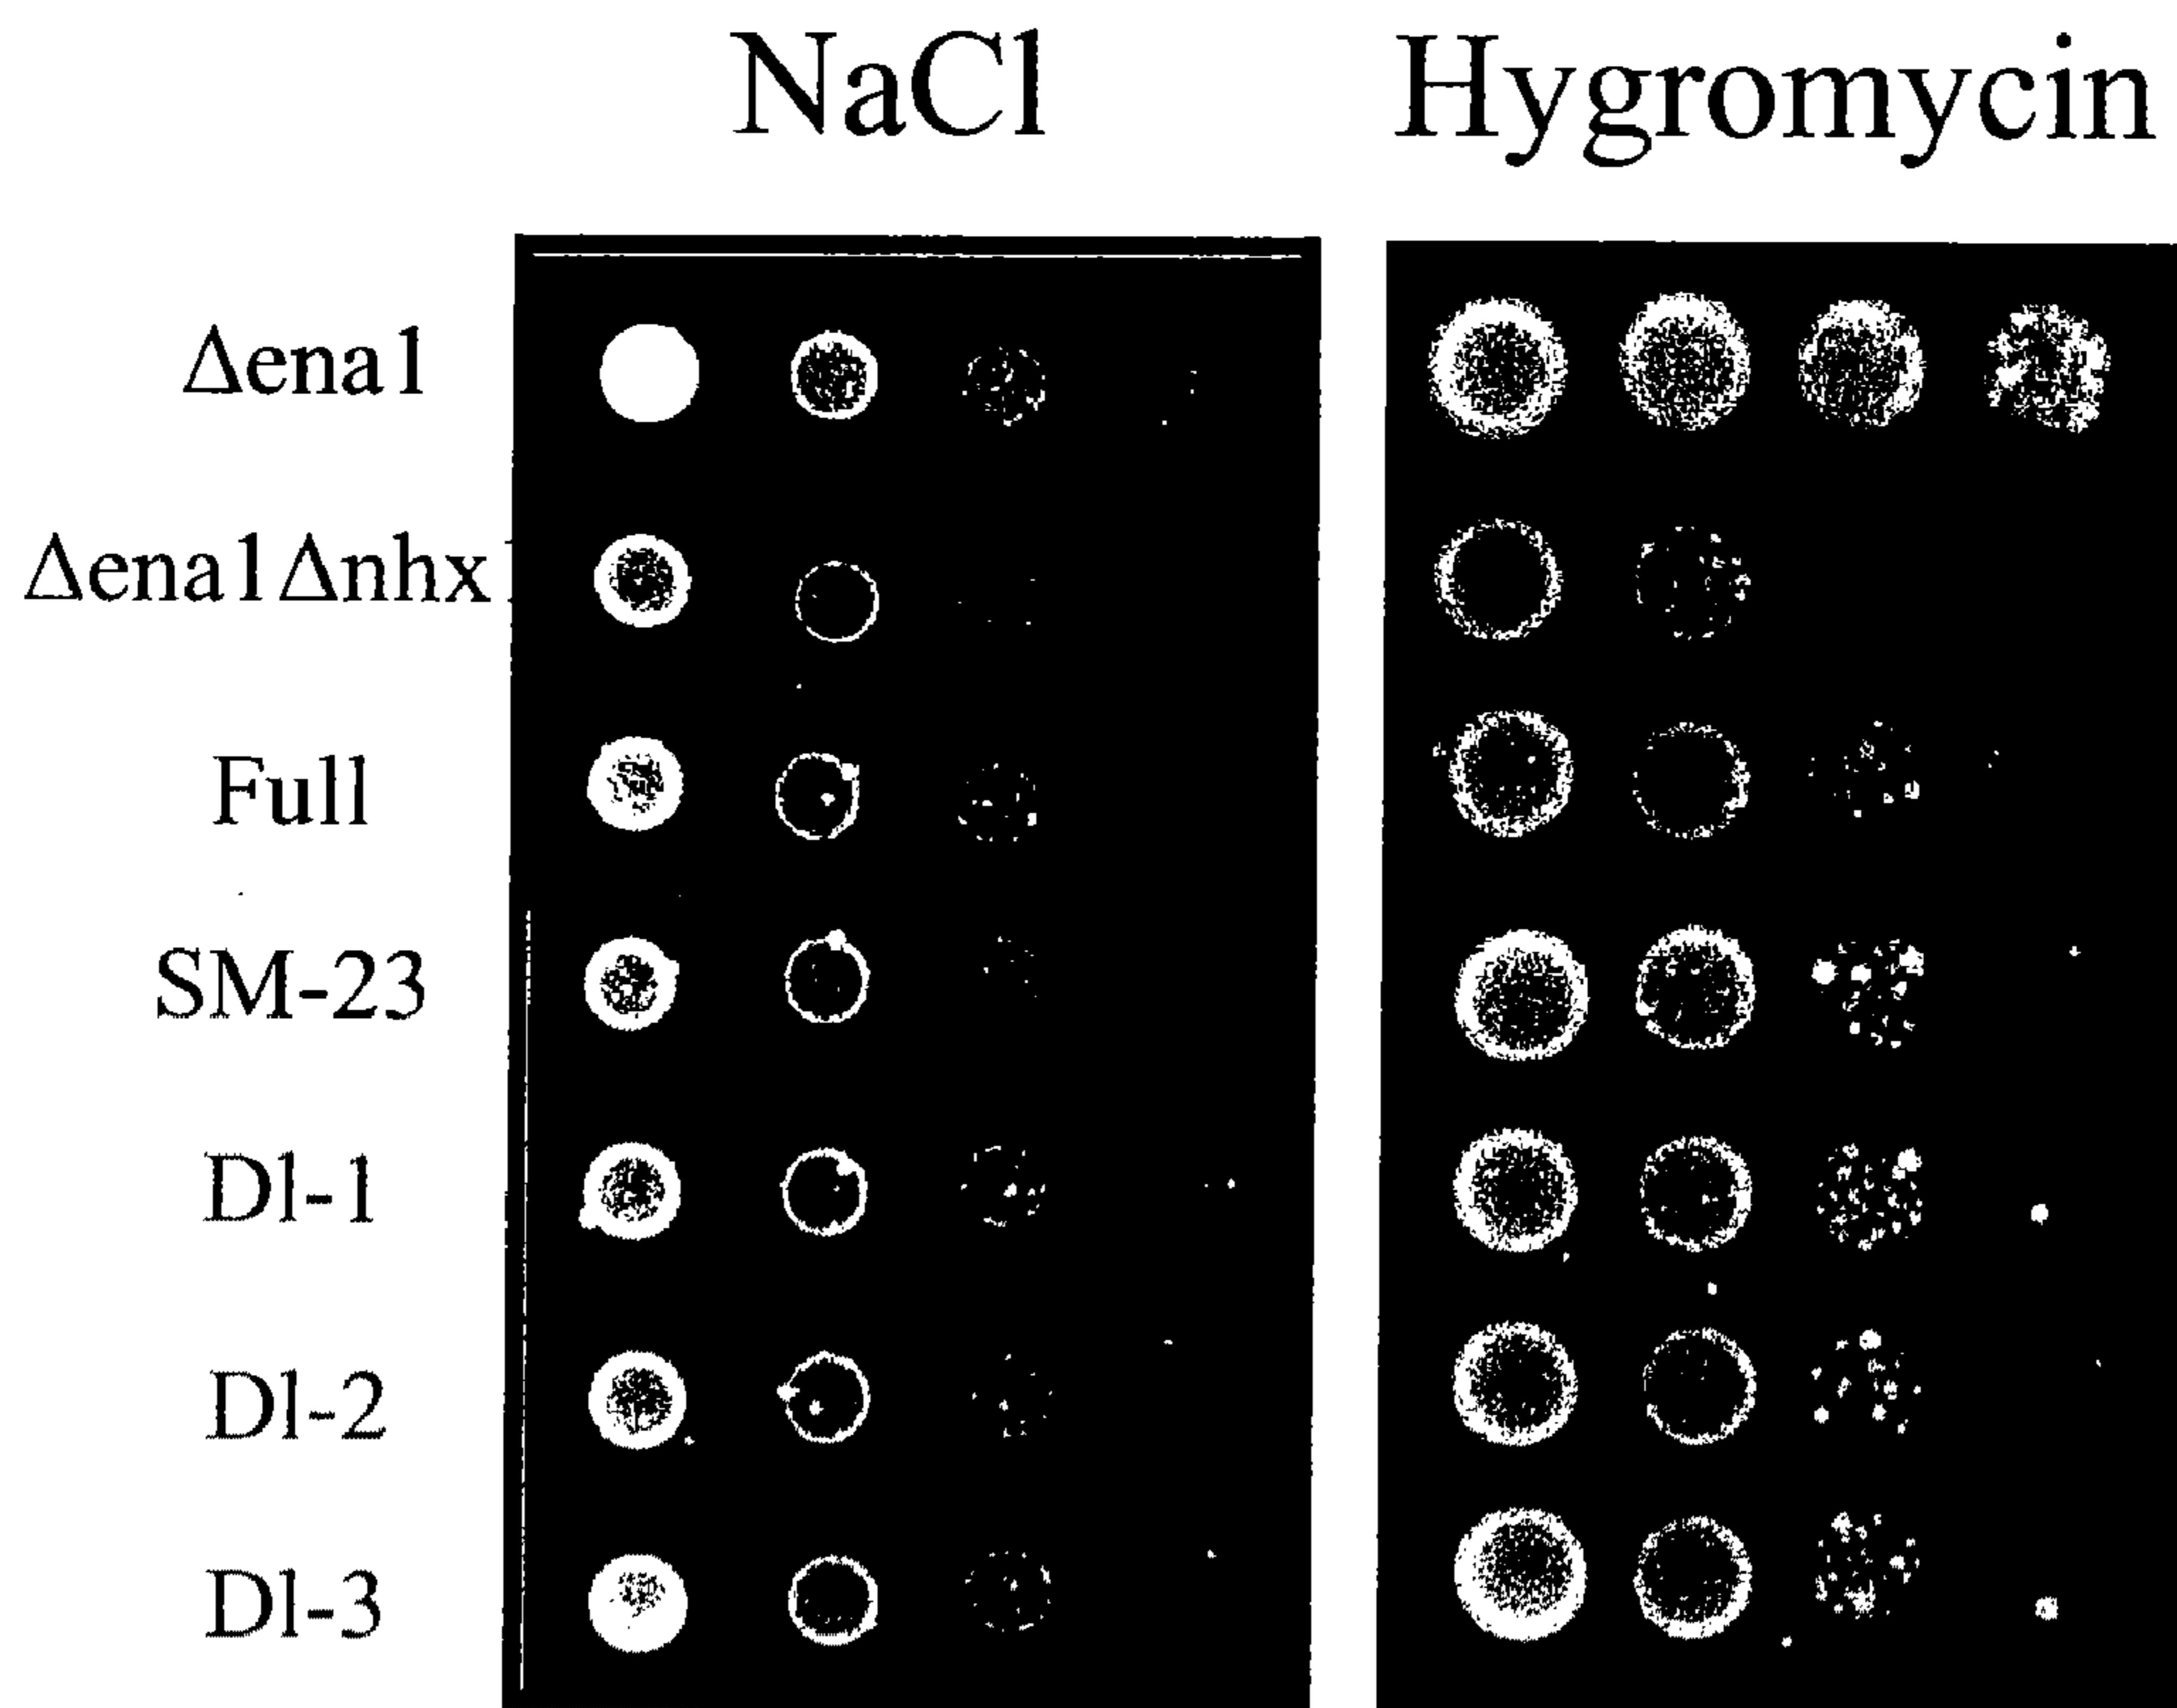 NaCl Hygromycin
Δena1
Δena1Δnhx
Full
SM-23
Dl-1
Dl-2
Dl-3